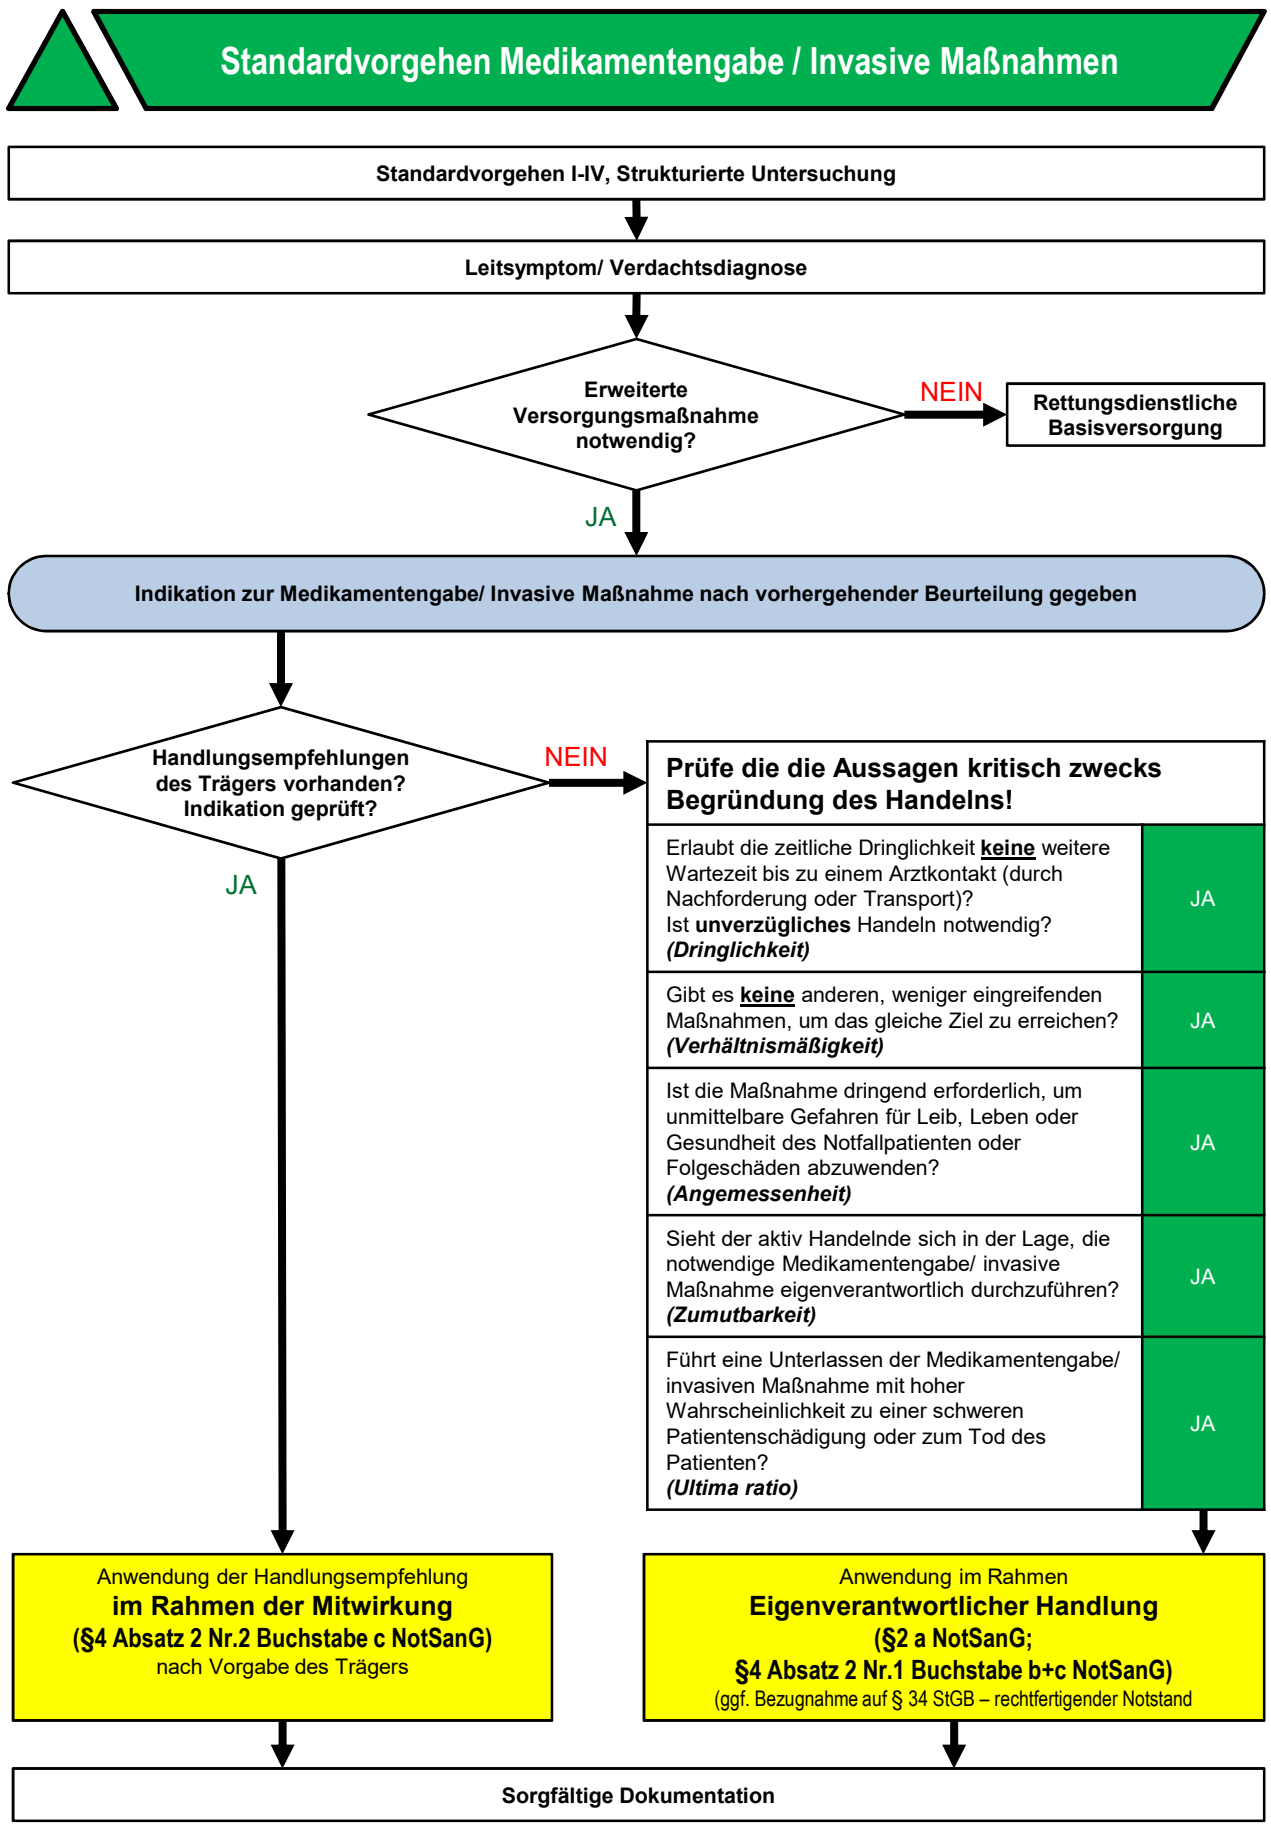 Standardvorgehen Medikamentengabe / Invasive Maßnahmen
Standardvorgehen I-IV, Strukturierte Untersuchung
Leitsymptom/ Verdachtsdiagnose
Erweiterte
Versorgungsmaßnahme
notwendig?
NEIN
Rettungsdienstliche
Basisversorgung
JA
Indikation zur Medikamentengabe/ Invasive Maßnahme nach vorhergehender Beurteilung gegeben
Handlungsempfehlungen
des Trägers vorhanden?
Indikation geprüft?
NEIN
JA
Prüfe die die Aussagen kritisch zwecks
Begründung des Handelns!
Erlaubt die zeitliche Dringlichkeit keine weitere
Wartezeit bis zu einem Arztkontakt (durch
Nachforderung oder Transport)?
Ist unverzügliches Handeln notwendig?
(Dringlichkeit)
JA
Gibt es keine anderen, weniger eingreifenden
Maßnahmen, um das gleiche Ziel zu erreichen?
(Verhältnismäßigkeit)
JA
Ist die Maßnahme dringend erforderlich, um
unmittelbare Gefahren für Leib, Leben oder
Gesundheit des Notfallpatienten oder
Folgeschäden abzuwenden?
(Angemessenheit)
JA
Sieht der aktiv Handelnde sich in der Lage, die
notwendige Medikamentengabe/ invasive
Maßnahme eigenverantwortlich durchzuführen?
(Zumutbarkeit)
JA
Führt eine Unterlassen der Medikamentengabe/
invasiven Maßnahme mit hoher
Wahrscheinlichkeit zu einer schweren
Patientenschädigung oder zum Tod des
Patienten?
(Ultima ratio)
JA
Anwendung der Handlungsempfehlung
im Rahmen der Mitwirkung
(§4 Absatz 2 Nr.2 Buchstabe c NotSanG)
nach Vorgabe des Trägers
Anwendung im Rahmen
Eigenverantwortlicher Handlung
(§2 a NotSanG;
§4 Absatz 2 Nr.1 Buchstabe b+c NotSanG)
(ggf. Bezugnahme auf § 34 StGB – rechtfertigender Notstand
Sorgfältige Dokumentation